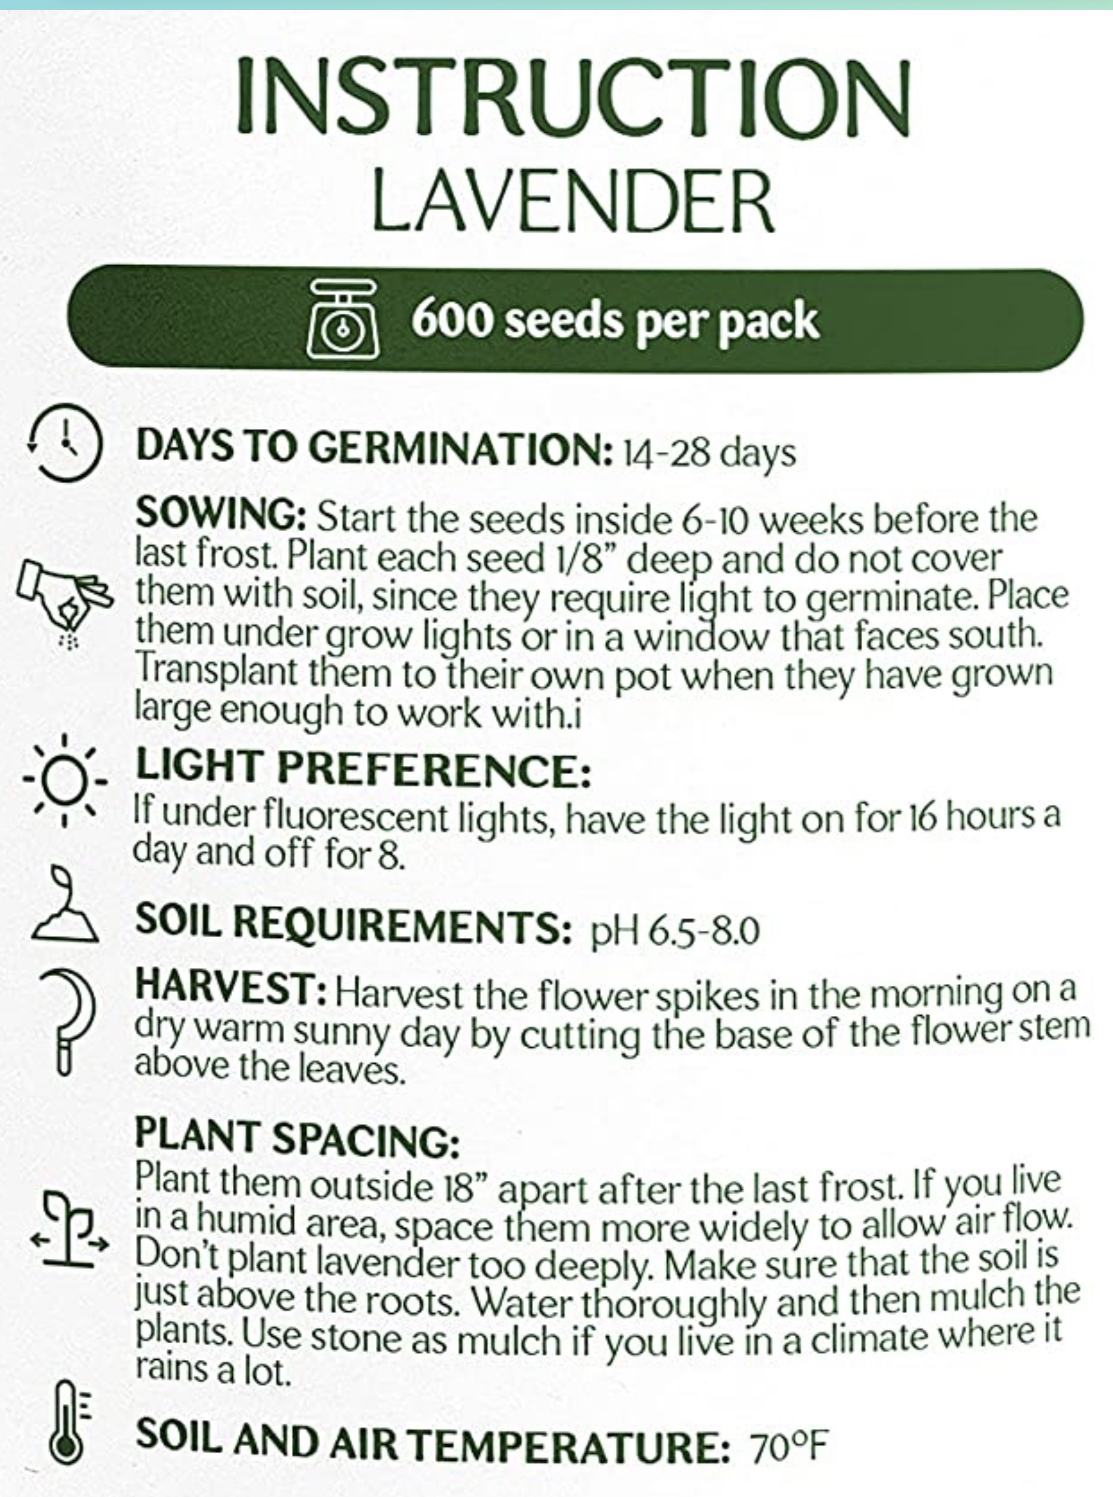 INSTRUCTION
LAVENDER
600 seeds per pack
DAYS TO GERMINATION: 14-28 days
SOWING: Start the seeds inside 6-10 weeks before the
last frost. Plant each seed 1/8” deep and do not cover
them with soil, since they require light to germinate. Place
them under grow lights or in a window that faces south.
Transplant them to their own pot when they have grown
large enough to work with.i
LIGHT PREFERENCE:
If under fluorescent lights, have the light on for 16 hours a
day and off for 8.
SOIL REQUIREMENTS: pH 6.5-8.0
HARVEST: Harvest the flower spikes in the morning on a
dry warm sunny day by cutting the base of the flower stem
above the leaves.
PLANT SPACING:
Plant them outside 18” apart after the last frost. If you live
in a humid area, space them more widely to allow air flow.
Don't plant lavender too deeply. Make sure that the soil is
just above the roots. Water thoroughly and then mulch the
plants. Use stone as mulch if you live in a climate where it
rains a lot.
SOIL AND AIR TEMPERATURE: 70°F